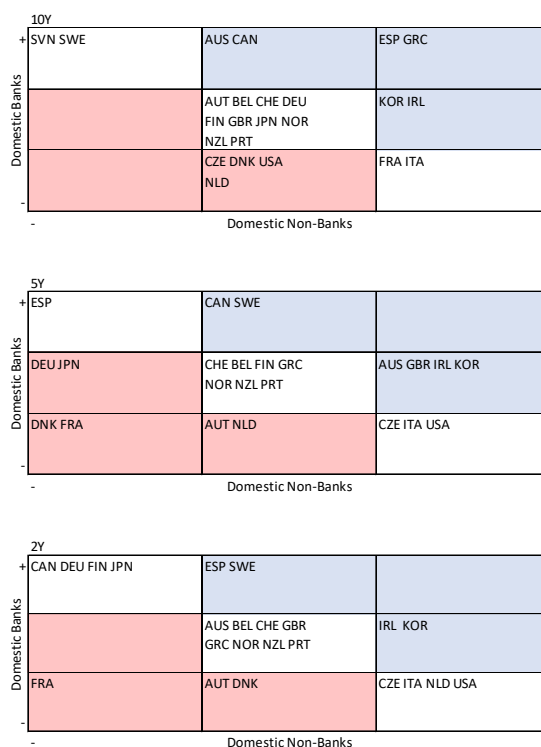 10Y
+ SVN SWE AUS CAN ESP GRC
AUT BEL CHE DEU KOR IRL
FIN GBR JPN NOR
NZL PRT
CZE DNK USA FRA ITA
NLD
Domestic Banks
-
- Domestic Non-Banks
5Y
+ ESP CAN SWE
DEU JPN CHE BEL FIN GRC AUS GBR IRL KOR
NOR NZL PRT
DNK FRA AUT NLD CZE ITA USA
Domestic Banks
-
- Domestic Non-Banks
2Y
+ CAN DEU FIN JPN ESP SWE
AUS BEL CHE GBR IRL KOR
GRC NOR NZL PRT
FRA AUT DNK CZE ITA NLD USA
Domestic Banks
-
- Domestic Non-Banks